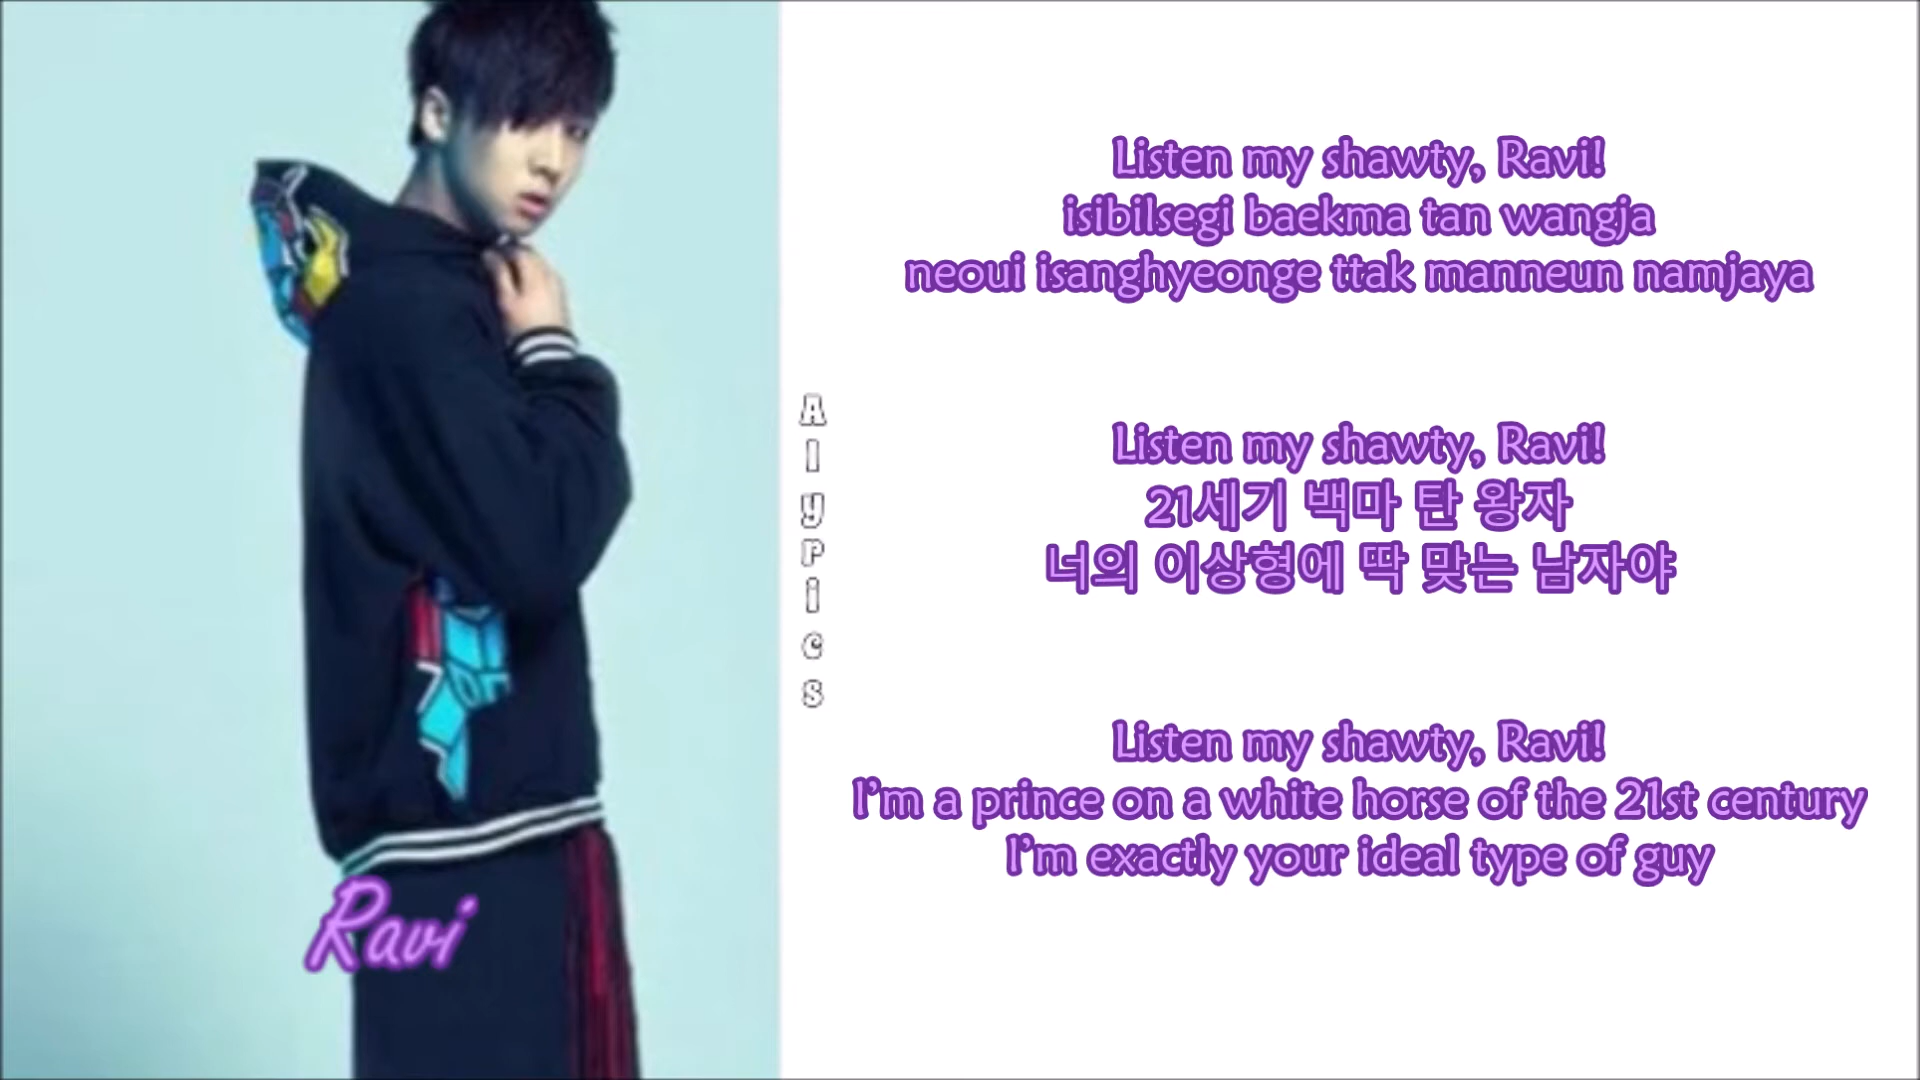 Listen my shawty, Ravi!
isibilsegi baekma tan wangja
neoui isanghyeonge ttak manneun namjaya
Listen my shawty, Ravi!
21세기 백마 탄 왕자
너의 이상형에 딱 맞는 남자야
Listen my shawty, Ravi!
I'm a prince on a white horse of the 21st century
I'm exactly your ideal type of guy
AlyPics
Ravi